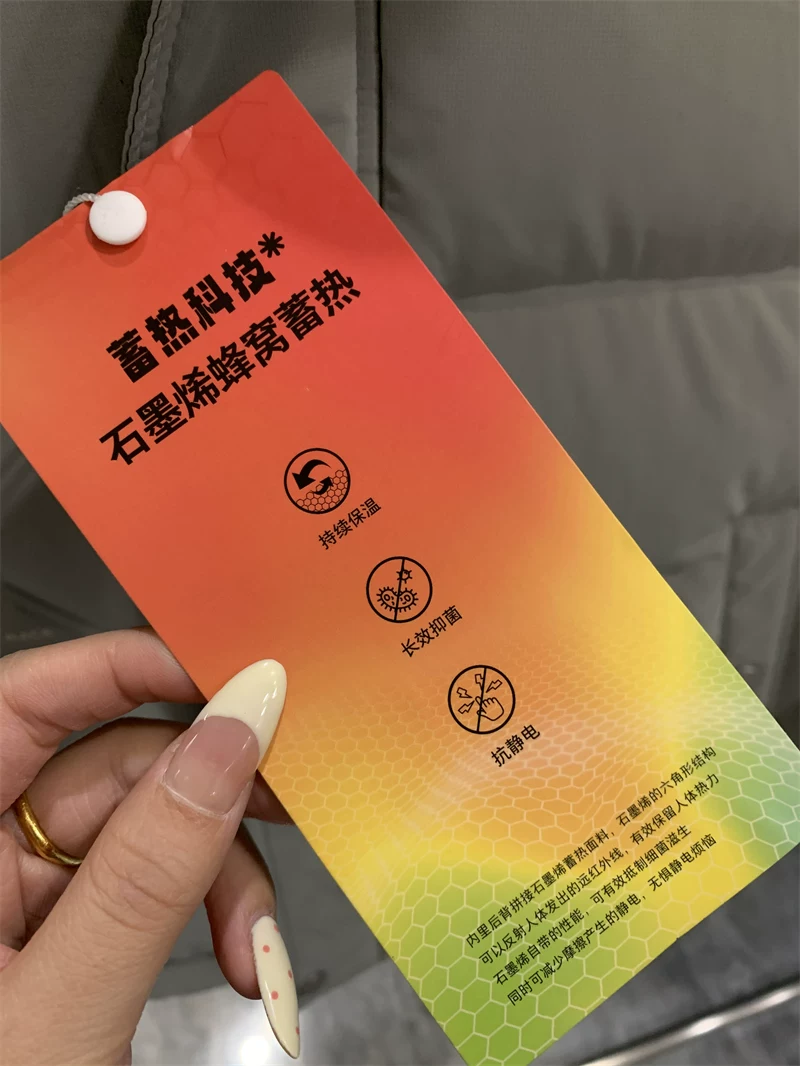 蓄热科技*
石墨烯蜂窝蓄热
持续保温
长效抑菌
抗静电
内里后背拼接石墨烯蓄热面料，石墨烯的六角形结构
可以反射人体发出的远红外线，有效保留人体热力
石墨烯自带的性能，可有效抵制细菌滋生
同时可减少摩擦产生的静电，无惧静电烦恼